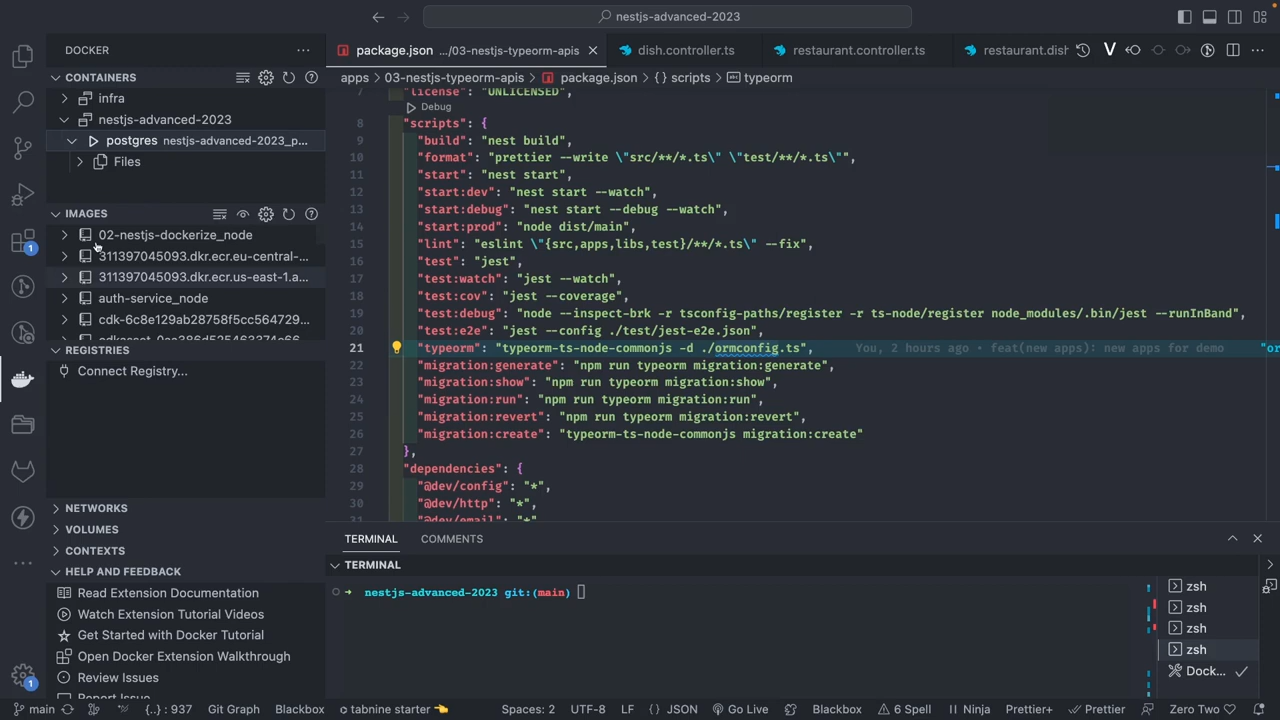 nestjs-advanced-2023
DOCKER
CONTAINERS
infra
nestjs-advanced-2023
postgres nestjs-advanced-2023_p...
Files
IMAGES
02-nestjs-dockerize_node
311397045093.dkr.ecr.eu-central-...
311397045093.dkr.ecr.us-east-1.a...
auth-service_node
cdk-6c8e129ab28758f5cc564729...
REGISTRIES
Connect Registry...
NETWORKS
VOLUMES
CONTEXTS
HELP AND FEEDBACK
Read Extension Documentation
Watch Extension Tutorial Videos
Get Started with Docker Tutorial
Open Docker Extension Walkthrough
Review Issues
Report Issue
1
1
package.json .../03-nestjs-typeorm-apis
dish.controller.ts
restaurant.controller.ts
restaurant.dish
apps > 03-nestjs-typeorm-apis > package.json > {} scripts > typeorm
7 "license": "UNLICENSED",
Debug
8 "scripts": {
9 "build": "nest build",
10 "format": "prettier --write \"src/**/*.ts\" \"test/**/*.ts\"",
11 "start": "nest start",
12 "start:dev": "nest start --watch",
13 "start:debug": "nest start --debug --watch",
14 "start:prod": "node dist/main",
15 "lint": "eslint \"{src,apps,libs,test}/**/*.ts\" --fix",
16 "test": "jest",
17 "test:watch": "jest --watch",
18 "test:cov": "jest --coverage",
19 "test:debug": "node --inspect-brk -r tsconfig-paths/register -r ts-node/register node_modules/.bin/jest --runInBand",
20 "test:e2e": "jest --config ./test/jest-e2e.json",
21 "typeorm": "typeorm-ts-node-commonjs -d ./ormconfig.ts", You, 2 hours ago • feat(new apps): new apps for demo "or
22 "migration:generate": "npm run typeorm migration:generate",
23 "migration:show": "npm run typeorm migration:show",
24 "migration:run": "npm run typeorm migration:run",
25 "migration:revert": "npm run typeorm migration:revert",
26 "migration:create": "typeorm-ts-node-commonjs migration:create"
27 },
28 "dependencies": {
29 "@dev/config": "*",
30 "@dev/http": "*",
31 "@dev/email": "*"
TERMINAL COMMENTS
TERMINAL
nestjs-advanced-2023 git:(main)
zsh
zsh
zsh
zsh
Dock...
main {..} : 937 Git Graph Blackbox tabnine starter Spaces: 2 UTF-8 LF {} JSON Go Live Blackbox 6 Spell Ninja Prettier+ Prettier Zero Two